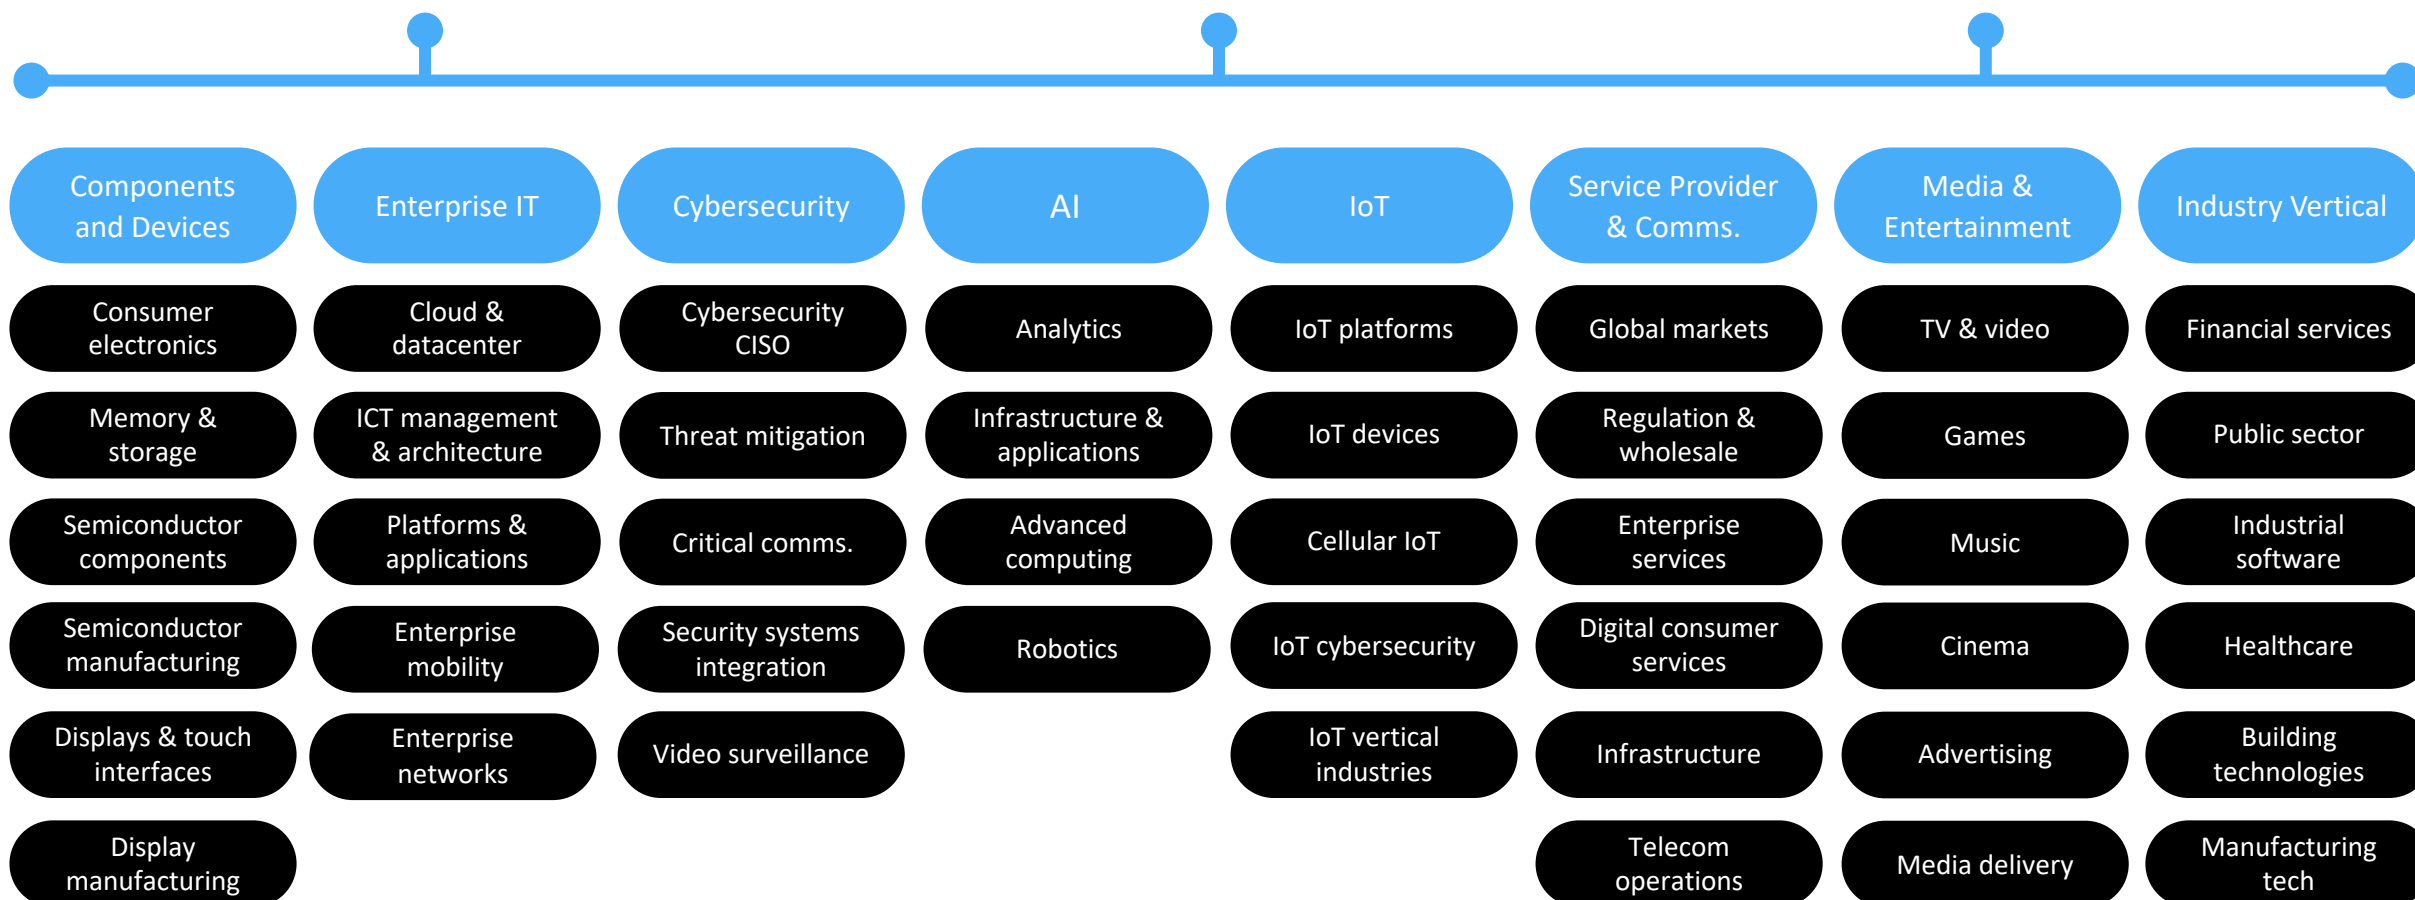 Components
and Devices
Enterprise IT
Cybersecurity
AI
IoT
Service Provider
& Comms.
Media &
Entertainment
Industry Vertical
Consumer
electronics
Cloud &
datacenter
Cybersecurity
CISO
Analytics
IoT platforms
Global markets
TV & video
Financial services
Memory &
storage
ICT management
& architecture
Threat mitigation
Infrastructure &
applications
IoT devices
Regulation &
wholesale
Games
Public sector
Semiconductor
components
Platforms &
applications
Critical comms.
Advanced
computing
Cellular IoT
Enterprise
services
Music
Industrial
software
Semiconductor
manufacturing
Enterprise
mobility
Security systems
integration
Robotics
IoT cybersecurity
Digital consumer
services
Cinema
Healthcare
Displays & touch
interfaces
Enterprise
networks
Video surveillance
IoT vertical
industries
Infrastructure
Advertising
Building
technologies
Display
manufacturing
Telecom
operations
Media delivery
Manufacturing
tech